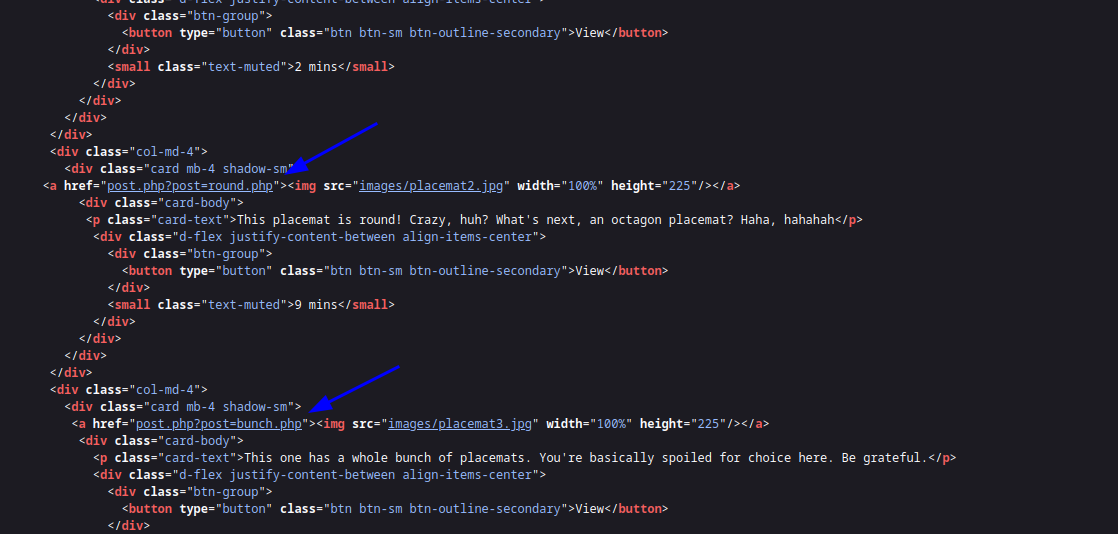 <div class="d-flex justify-content-between align-items-center">
<div class="btn-group">
<button type="button" class="btn btn-sm btn-outline-secondary">View</button>
</div>
<small class="text-muted">2 mins</small>
</div>
</div>
</div>
</div>
<div class="col-md-4">
<div class="card mb-4 shadow-sm"
<a href="post.php?post=round.php"><img src="images/placemat2.jpg" width="100%" height="225"/></a>
<div class="card-body">
<p class="card-text">This placemat is round! Crazy, huh? What's next, an octagon placemat? Haha, hahahah</p>
<div class="d-flex justify-content-between align-items-center">
<div class="btn-group">
<button type="button" class="btn btn-sm btn-outline-secondary">View</button>
</div>
<small class="text-muted">9 mins</small>
</div>
</div>
</div>
</div>
<div class="col-md-4">
<div class="card mb-4 shadow-sm">
<a href="post.php?post=bunch.php"><img src="images/placemat3.jpg" width="100%" height="225"/></a>
<div class="card-body">
<p class="card-text">This one has a whole bunch of placemats. You're basically spoiled for choice here. Be grateful.</p>
<div class="d-flex justify-content-between align-items-center">
<div class="btn-group">
<button type="button" class="btn btn-sm btn-outline-secondary">View</button>
</div>